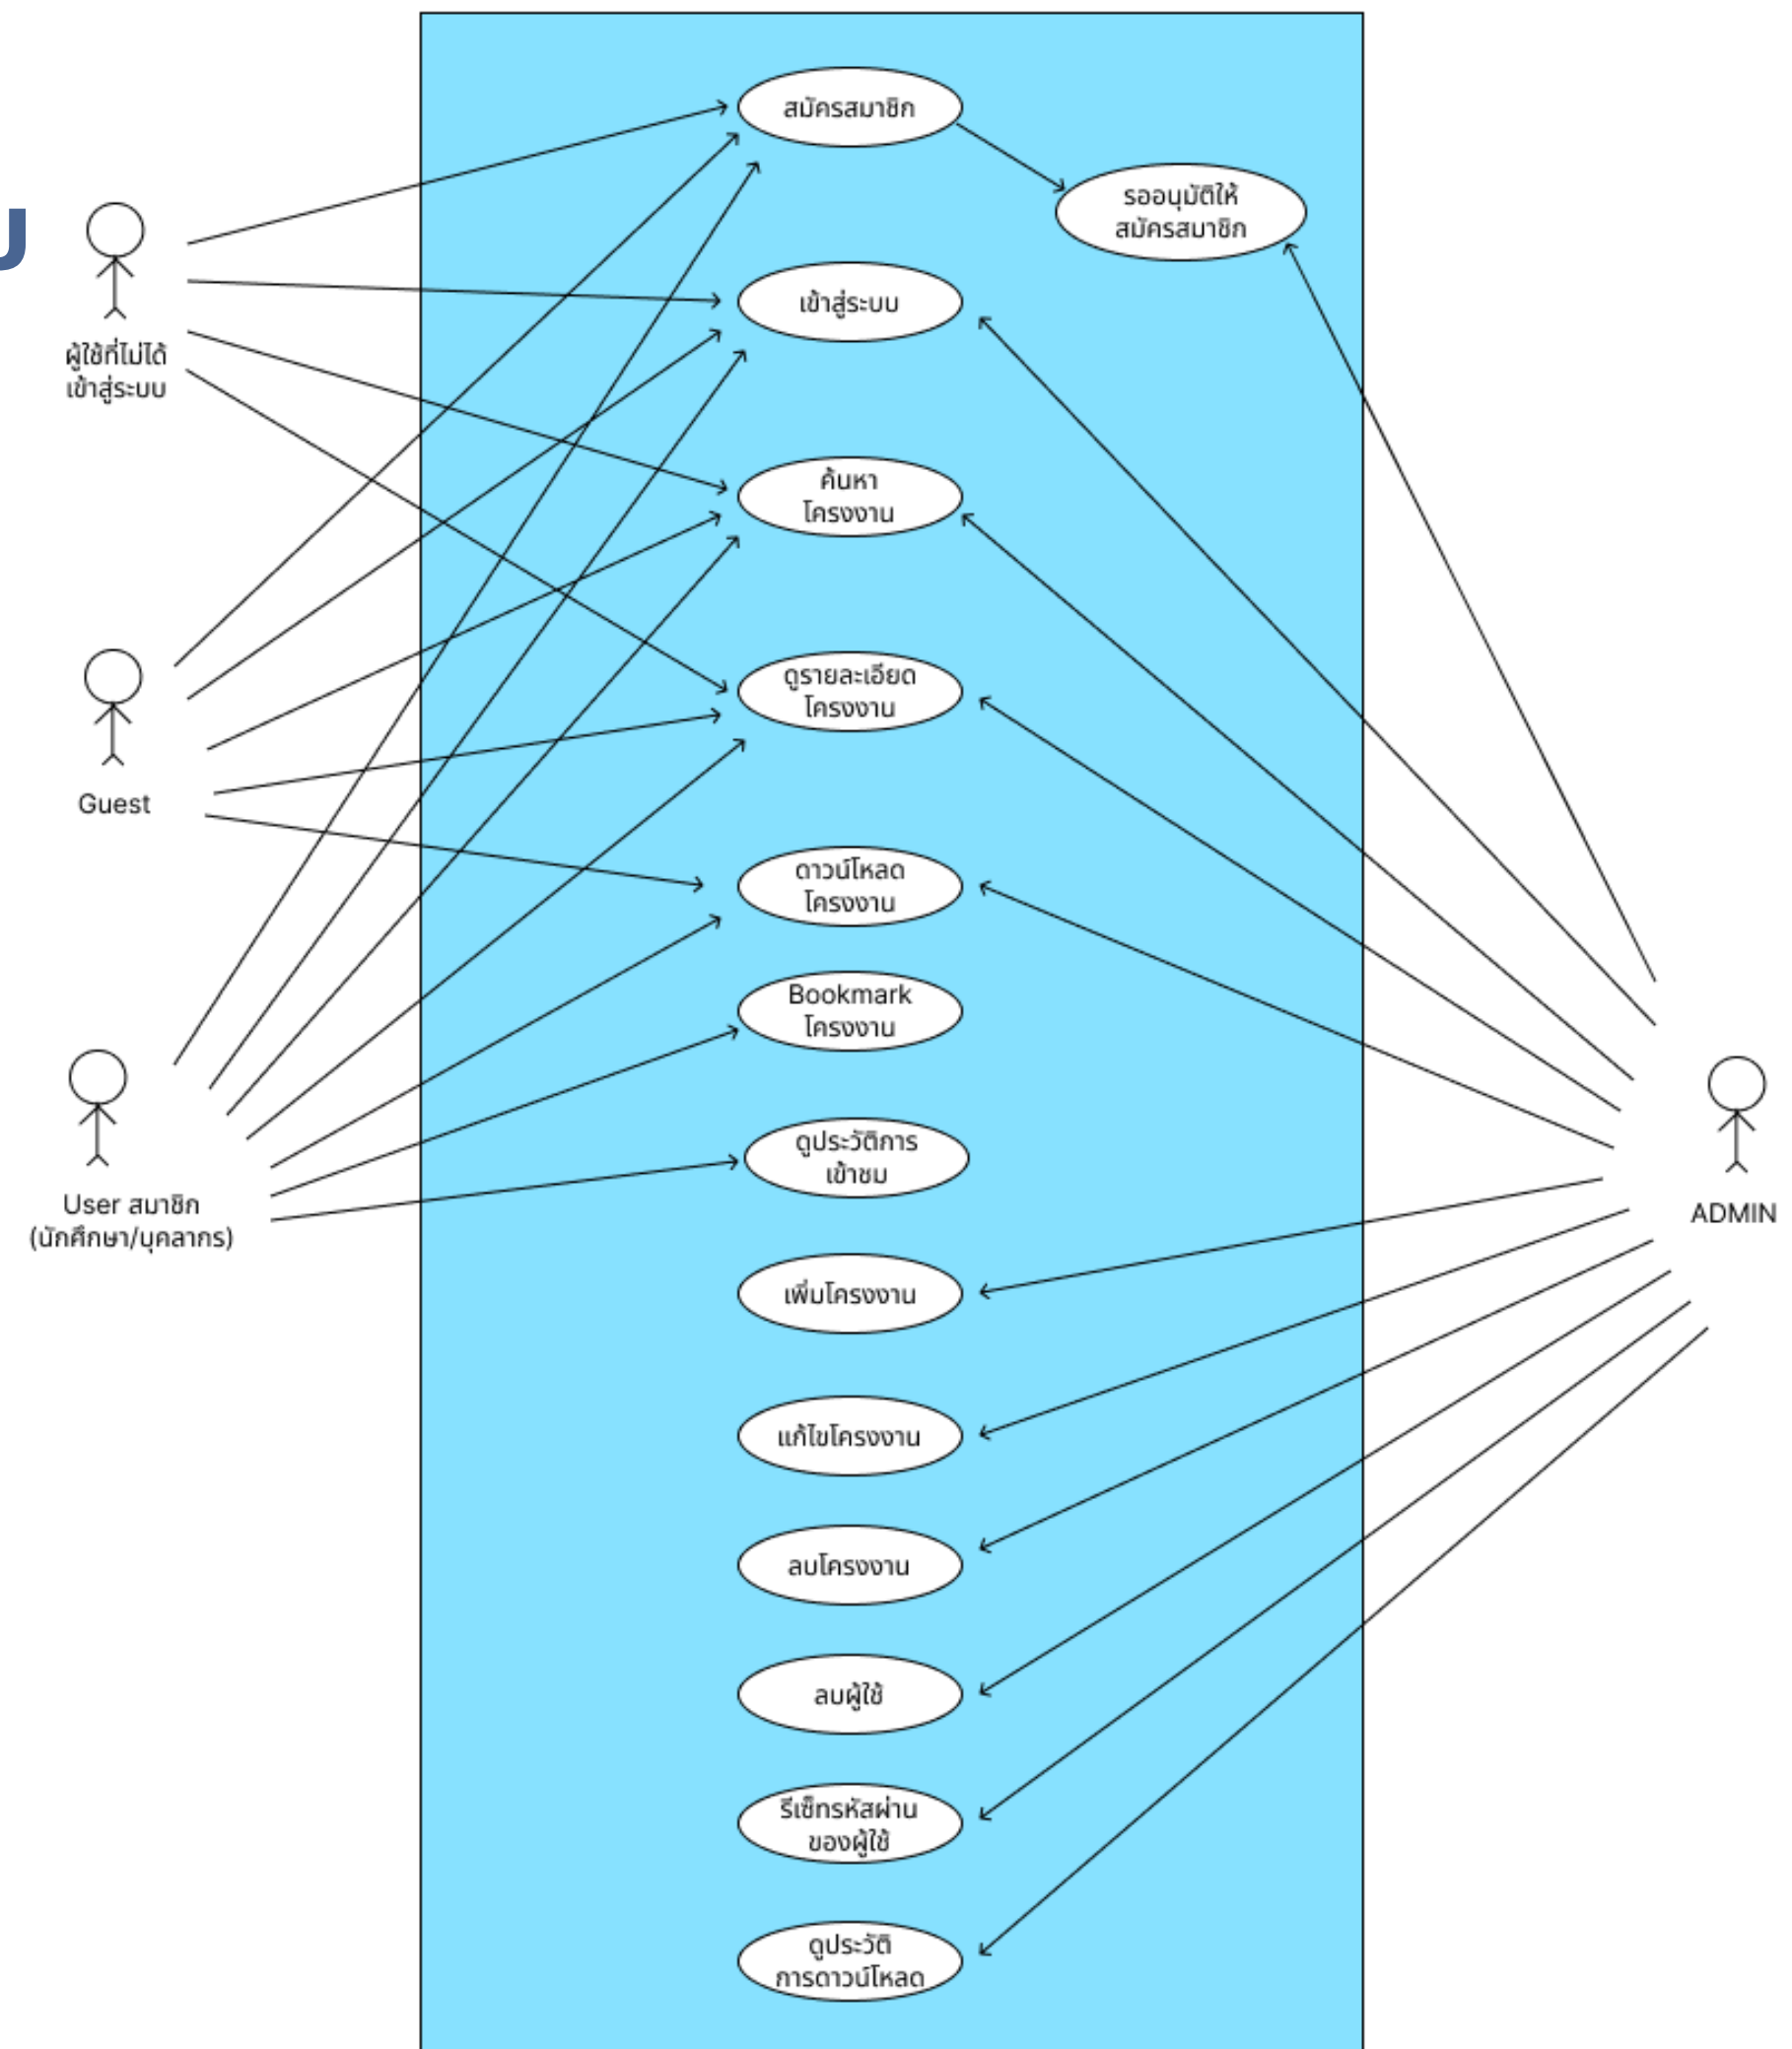 สมัครสมาชิก
รออนุมัติให้
สมัครสมาชิก
ผู้ใช้ที่ไม่ได้
เข้าสู่ระบบ
เข้าสู่ระบบ
ค้นหา
โครงงาน
ดูรายละเอียด
โครงงาน
Guest
ดาวน์โหลด
โครงงาน
Bookmark
โครงงาน
ดูประวัติการ
เข้าชม
User สมาชิก
(นักศึกษา/บุคลากร)
ADMIN
เพิ่มโครงงาน
แก้ไขโครงงาน
ลบโครงงาน
ลบผู้ใช้
รีเซ็ทรหัสผ่าน
ของผู้ใช้
ดูประวัติ
การดาวน์โหลด